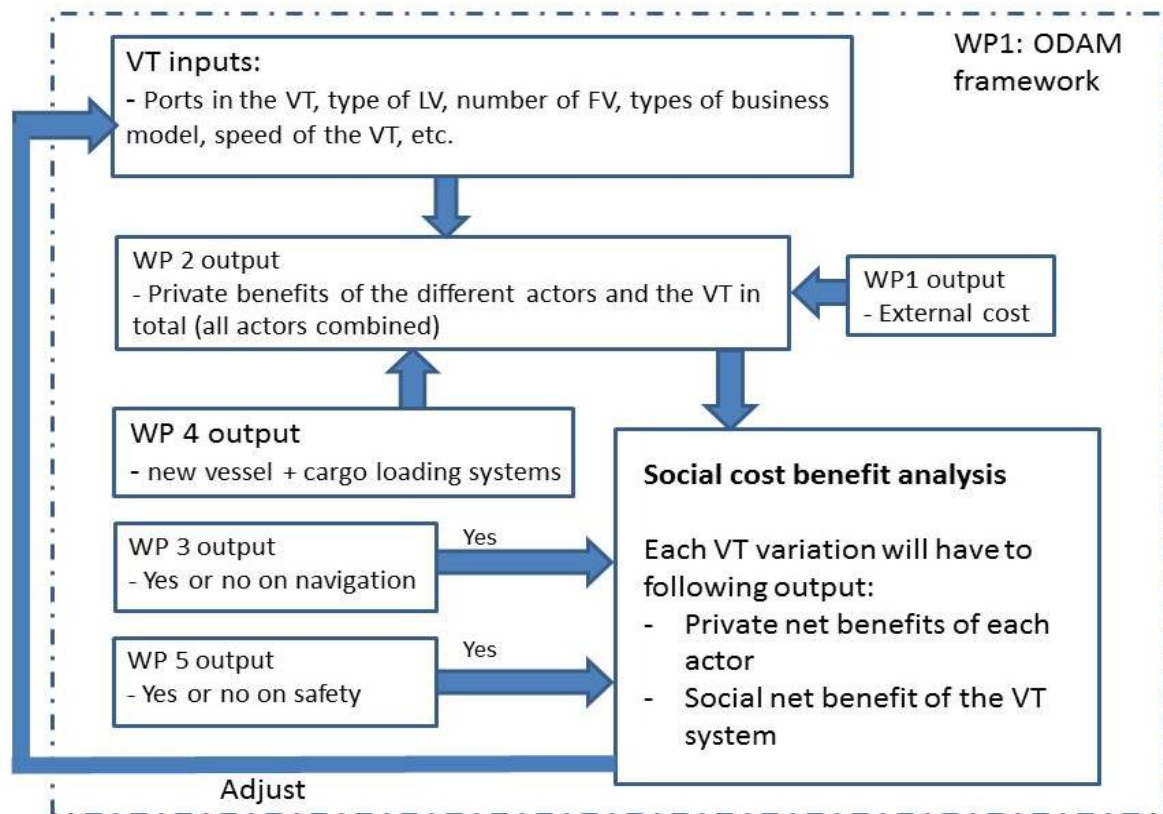 WP1: ODAM
framework
VT inputs:
- Ports in the VT, type of LV, number of FV, types of business
model, speed of the VT, etc.
WP 2 output
- Private benefits of the different actors and the VT in
total (all actors combined)
WP1 output
- External cost
WP 4 output
- new vessel + cargo loading systems
WP 3 output
- Yes or no on navigation
Yes
WP 5 output
- Yes or no on safety
Yes
Social cost benefit analysis
Each VT variation will have to
following output:
- Private net benefits of each
actor
- Social net benefit of the VT
system
Adjust